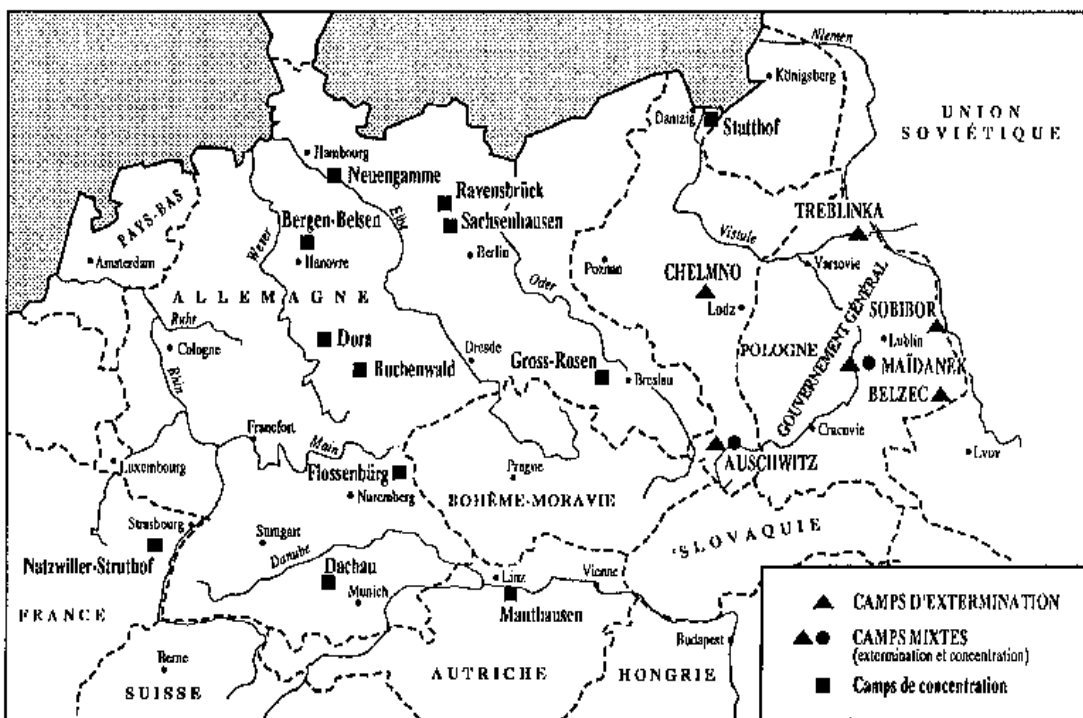 Niemen
Königsberg
UNION
SOVIÉTIQUE
Dantzig
Stutthof
Hambourg
Neuengamme
Ravensbrück
Sachsenhausen
Elbe
PAYS-BAS
Bergen-Belsen
Weser
Hanovre
Berlin
Amsterdam
TREBLINKA
Vistule
Varsovie
Poznan
CHELMNO
Oder
Lodz
ALLEMAGNE
SOBIBOR
Lublin
Ruhr
Cologne
Dora
Buchenwald
Dresde
Gross-Rosen
Breslau
POLOGNE
GOUVERNEMENT GÉNÉRAL
MAÏDANEK
BELZEC
Rhin
Francfort
Main
Cracovie
AUSCHWITZ
Lvov
Luxembourg
Flossenbürg
Nuremberg
Prague
BOHÊME-MORAVIE
Strasbourg
Stuttgart
SLOVAQUIE
Natzwiller-Struthof
Danube
Dachau
Munich
Linz
Vienne
Mauthausen
FRANCE
Budapest
Berne
SUISSE
AUTRICHE
HONGRIE
CAMPS D'EXTERMINATION
CAMPS MIXTES
(extermination et concentration)
Camps de concentration